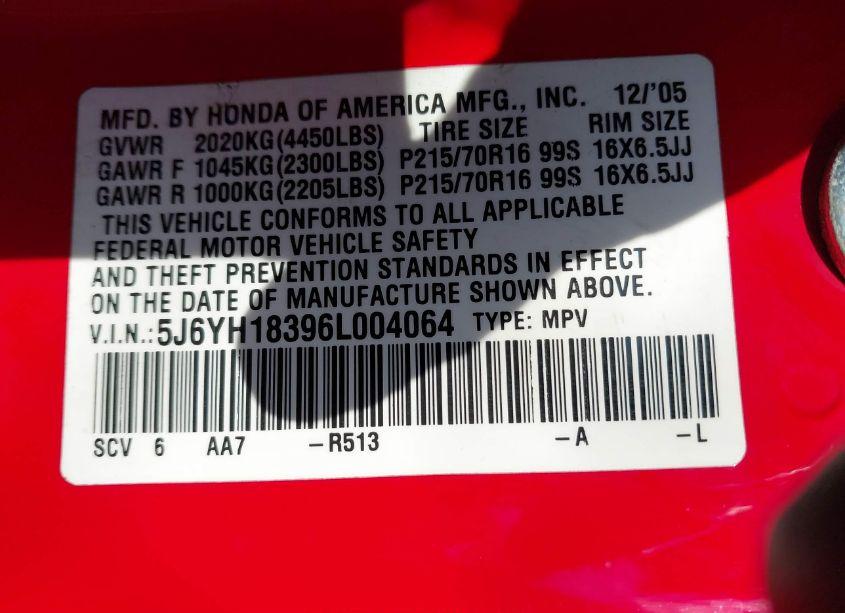 MFD. BY HONDA OF AMERICA MFG., INC. 12/'05
GVWR 2020KG(4450LBS) TIRE SIZE RIM SIZE
GAWR F 1045KG(2300LBS) P215/70R16 99S 16X6.5JJ
GAWR R 1000KG(2205LBS) P215/70R16 99S 16X6.5JJ
THIS VEHICLE CONFORMS TO ALL APPLICABLE
FEDERAL MOTOR VEHICLE SAFETY
AND THEFT PREVENTION STANDARDS IN EFFECT
ON THE DATE OF MANUFACTURE SHOWN ABOVE.
V.I.N.: 5J6YH18396L004064 TYPE: MPV
SCV 6 AA7 -R513 -A -L